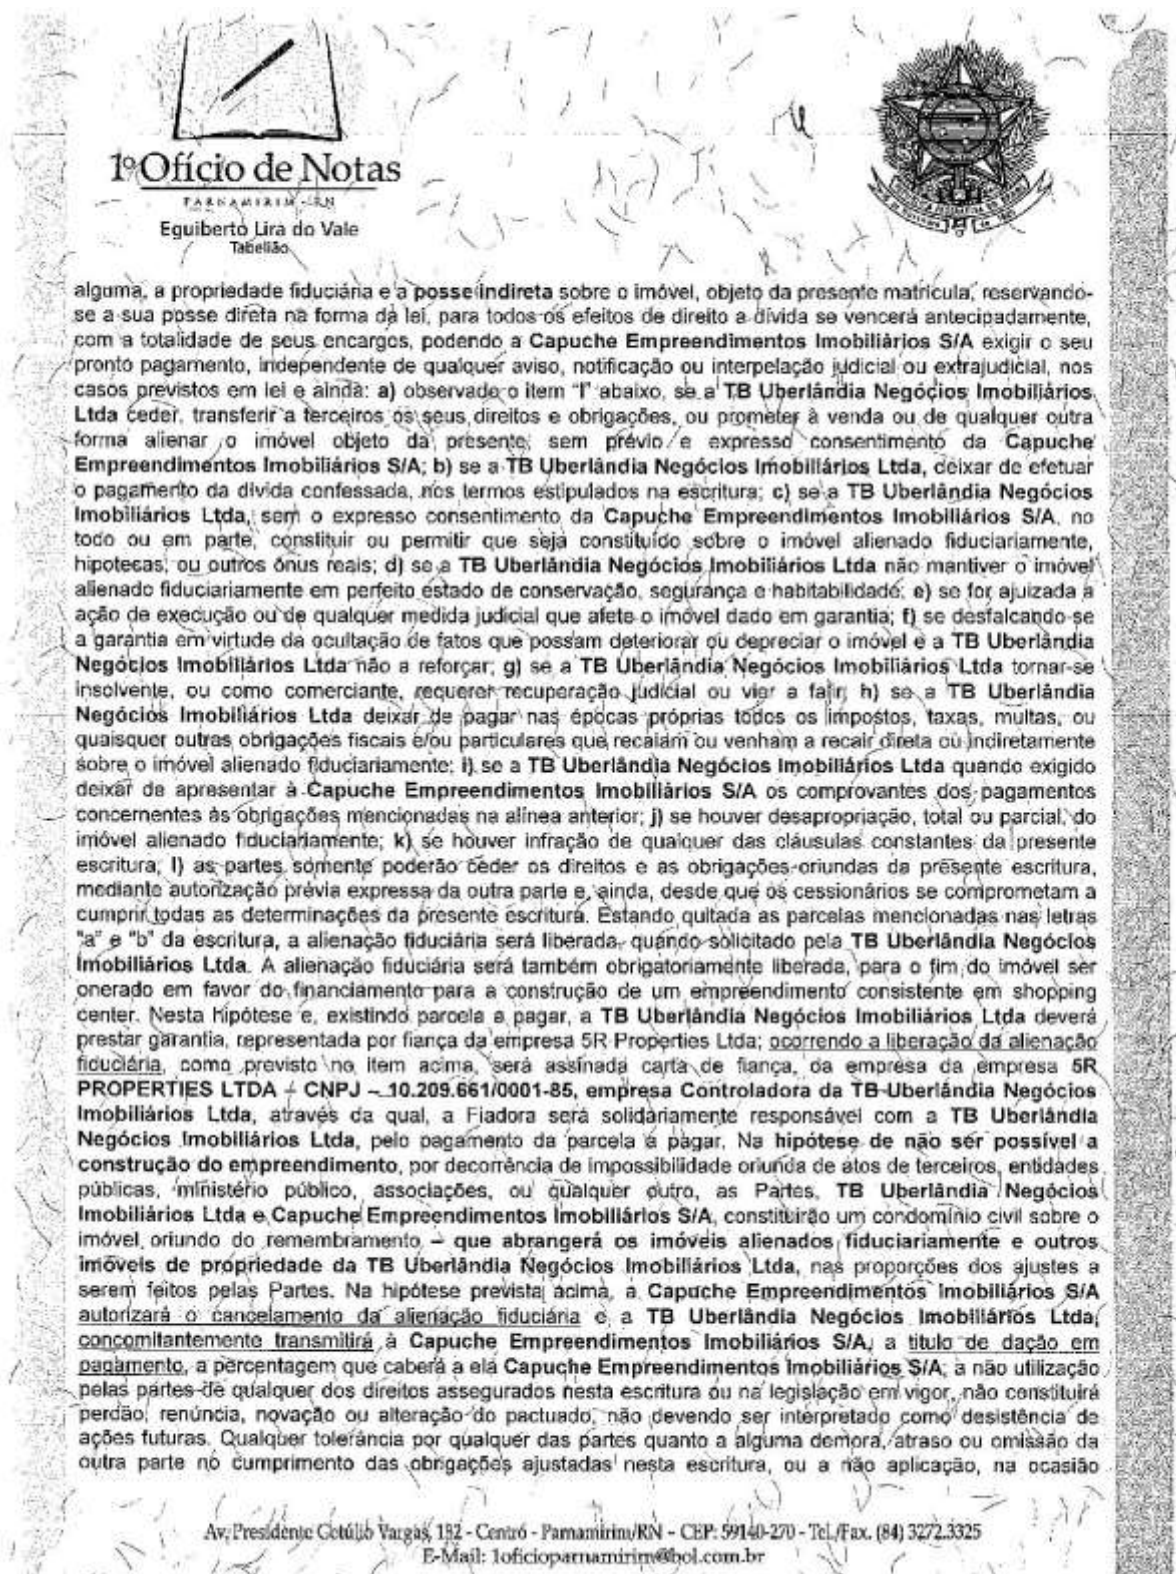 1º Ofício de Notas
PARNAMIRIM - RN
Eguiberto Lira do Vale
Tabelião
alguma, a propriedade fiduciária e a posse indireta sobre o imóvel, objeto da presente matricula, reservando-
se a sua posse direta na forma da lei, para todos os efeitos de direito a dívida se vencerá antecipadamente,
com a totalidade de seus encargos, podendo a Capuche Empreendimentos Imobiliários S/A exigir o seu
pronto pagamento, independente de qualquer aviso, notificação ou interpelação judicial ou extrajudicial, nos
casos previstos em lei e ainda: a) observado o item "l" abaixo, se a TB Uberlândia Negócios Imobiliários
Ltda ceder, transferir a terceiros os seus direitos e obrigações, ou prometer à venda ou de qualquer outra
forma alienar o imóvel objeto da presente, sem prévio e expresso consentimento da Capuche
Empreendimentos Imobiliários S/A; b) se a TB Uberlândia Negócios Imobiliários Ltda, deixar de efetuar
o pagamento da divida confessada, nos termos estipulados na escritura; c) se a TB Uberlândia Negócios
Imobiliários Ltda, sem o expresso consentimento da Capuche Empreendimentos Imobiliários S/A, no
todo ou em parte, constituir ou permitir que seja constituído sobre o imóvel alienado fiduciariamente,
hipotecas, ou outros ônus reais; d) se a TB Uberlândia Negócios Imobiliários Ltda não mantiver o imóvel
alienado fiduciariamente em perfeito estado de conservação, segurança e habitabilidade; e) se for ajuizada a
ação de execução ou de qualquer medida judicial que afete o imóvel dado em garantia; f) se desfalcando-se
a garantia em virtude da ocultação de fatos que possam deteriorar ou depreciar o imóvel e a TB Uberlândia
Negócios Imobiliários Ltda não a reforçar; g) se a TB Uberlândia Negócios Imobiliários Ltda tornar-se
insolvente, ou como comerciante, requerer recuperação judicial ou vier a falir; h) se a TB Uberlândia
Negócios Imobiliários Ltda deixar de pagar nas épocas próprias todos os impostos, taxas, multas, ou
quaisquer outras obrigações fiscais e/ou particulares que recaiam ou venham a recair direta ou indiretamente
sobre o imóvel alienado fiduciariamente; i) se a TB Uberlândia Negócios Imobiliários Ltda quando exigido
deixar de apresentar à Capuche Empreendimentos Imobiliários S/A os comprovantes dos pagamentos
concernentes às obrigações mencionadas na alínea anterior; j) se houver desapropriação, total ou parcial, do
imóvel alienado fiduciariamente; k) se houver infração de qualquer das cláusulas constantes da presente
escritura; l) as partes somente poderão ceder os direitos e as obrigações oriundas da presente escritura,
mediante autorização prévia expressa da outra parte e, ainda, desde que os cessionários se comprometam a
cumprir todas as determinações da presente escritura. Estando quitada as parcelas mencionadas nas letras
"a" e "b" da escritura, a alienação fiduciária será liberada, quando solicitado pela TB Uberlândia Negócios
Imobiliários Ltda. A alienação fiduciária será também obrigatoriamente liberada, para o fim do imóvel ser
onerado em favor do financiamento para a construção de um empreendimento consistente em shopping
center. Nesta hipótese e, existindo parcela a pagar, a TB Uberlândia Negócios Imobiliários Ltda deverá
prestar garantia, representada por fiança da empresa 5R Properties Ltda; ocorrendo a liberação da alienação
fiduciária, como previsto no item acima, será assinada carta de fiança, da empresa da empresa 5R
PROPERTIES LTDA – CNPJ – 10.209.661/0001-85, empresa Controladora da TB Uberlândia Negócios
Imobiliários Ltda, através da qual, a Fiadora será solidariamente responsável com a TB Uberlândia
Negócios Imobiliários Ltda, pelo pagamento da parcela a pagar. Na hipótese de não ser possível a
construção do empreendimento, por decorrência de impossibilidade oriunda de atos de terceiros, entidades
públicas, ministério público, associações, ou qualquer outro, as Partes, TB Uberlândia Negócios
Imobiliários Ltda e Capuche Empreendimentos Imobiliários S/A, constituirão um condomínio civil sobre o
imóvel oriundo do remembramento – que abrangerá os imóveis alienados fiduciariamente e outros
imóveis de propriedade da TB Uberlândia Negócios Imobiliários Ltda, nas proporções dos ajustes a
serem feitos pelas Partes. Na hipótese prevista acima, a Capuche Empreendimentos Imobiliários S/A
autorizará o cancelamento da alienação fiduciária e a TB Uberlândia Negócios Imobiliários Ltda,
concomitantemente transmitirá à Capuche Empreendimentos Imobiliários S/A, a titulo de dação em
pagamento, a percentagem que caberá a ela Capuche Empreendimentos Imobiliários S/A; a não utilização
pelas partes de qualquer dos direitos assegurados nesta escritura ou na legislação em vigor, não constituirá
perdão, renúncia, novação ou alteração do pactuado, não devendo ser interpretado como desistência de
ações futuras. Qualquer tolerância por qualquer das partes quanto a alguma demora, atraso ou omissão da
outra parte no cumprimento das obrigações ajustadas nesta escritura, ou a não aplicação, na ocasião
Av. Presidente Getúlio Vargas, 182 - Centro - Parnamirim/RN - CEP: 59140-270 - Tel./Fax. (84) 3272.3325
E-Mail: 1oficioparnamirim@bol.com.br